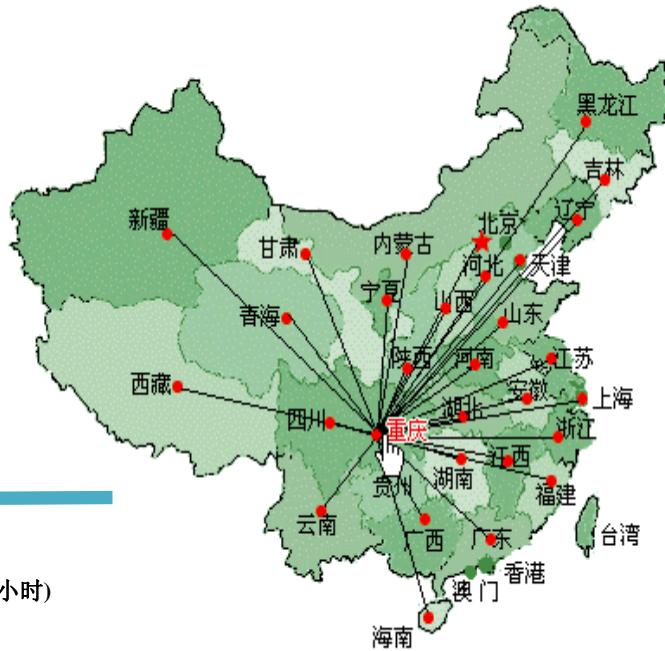 黑龙江
吉林
辽宁
北京
新疆
甘肃
内蒙古
河北
天津
宁夏
山西
青海
山东
陕西
河南
江苏
西藏
安徽
上海
四川
湖北
重庆
浙江
江西
湖南
贵州
福建
云南
广西
广东
台湾
香港
澳门
小时)
海南